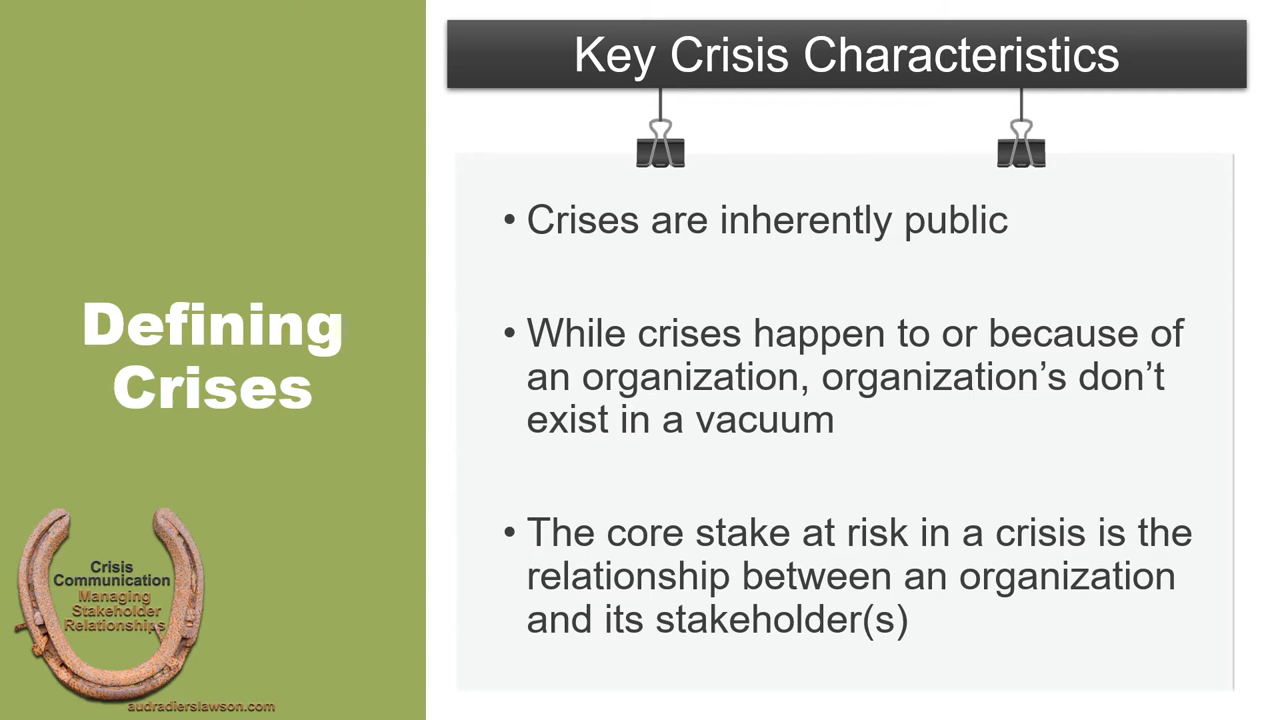 Key Crisis Characteristics
Defining
Crises
• Crises are inherently public
• While crises happen to or because of
an organization, organization’s don’t
exist in a vacuum
• The core stake at risk in a crisis is the
relationship between an organization
and its stakeholder(s)
Crisis
Communication
Managing
Stakeholder
Relationships
audradierslawson.com